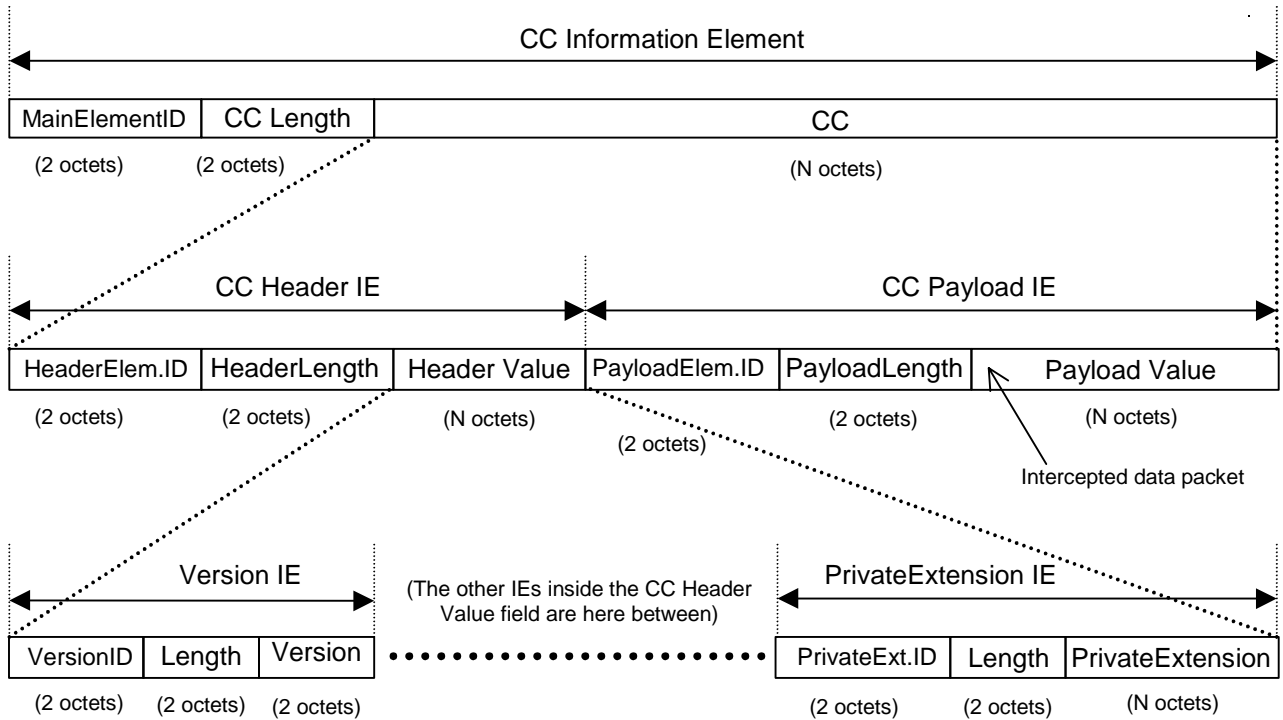 CC Information Element
MainElementID CC Length CC
(2 octets) (2 octets) (N octets)
CC Header IE CC Payload IE
HeaderElem.ID HeaderLength Header Value PayloadElem.ID PayloadLength Payload Value
(2 octets) (2 octets) (N octets) (2 octets) (2 octets) (N octets)
Intercepted data packet
Version IE (The other IEs inside the CC Header PrivateExtension IE
Value field are here between)
VersionID Length Version PrivateExt.ID Length PrivateExtension
(2 octets) (2 octets) (2 octets) (2 octets) (2 octets) (N octets)